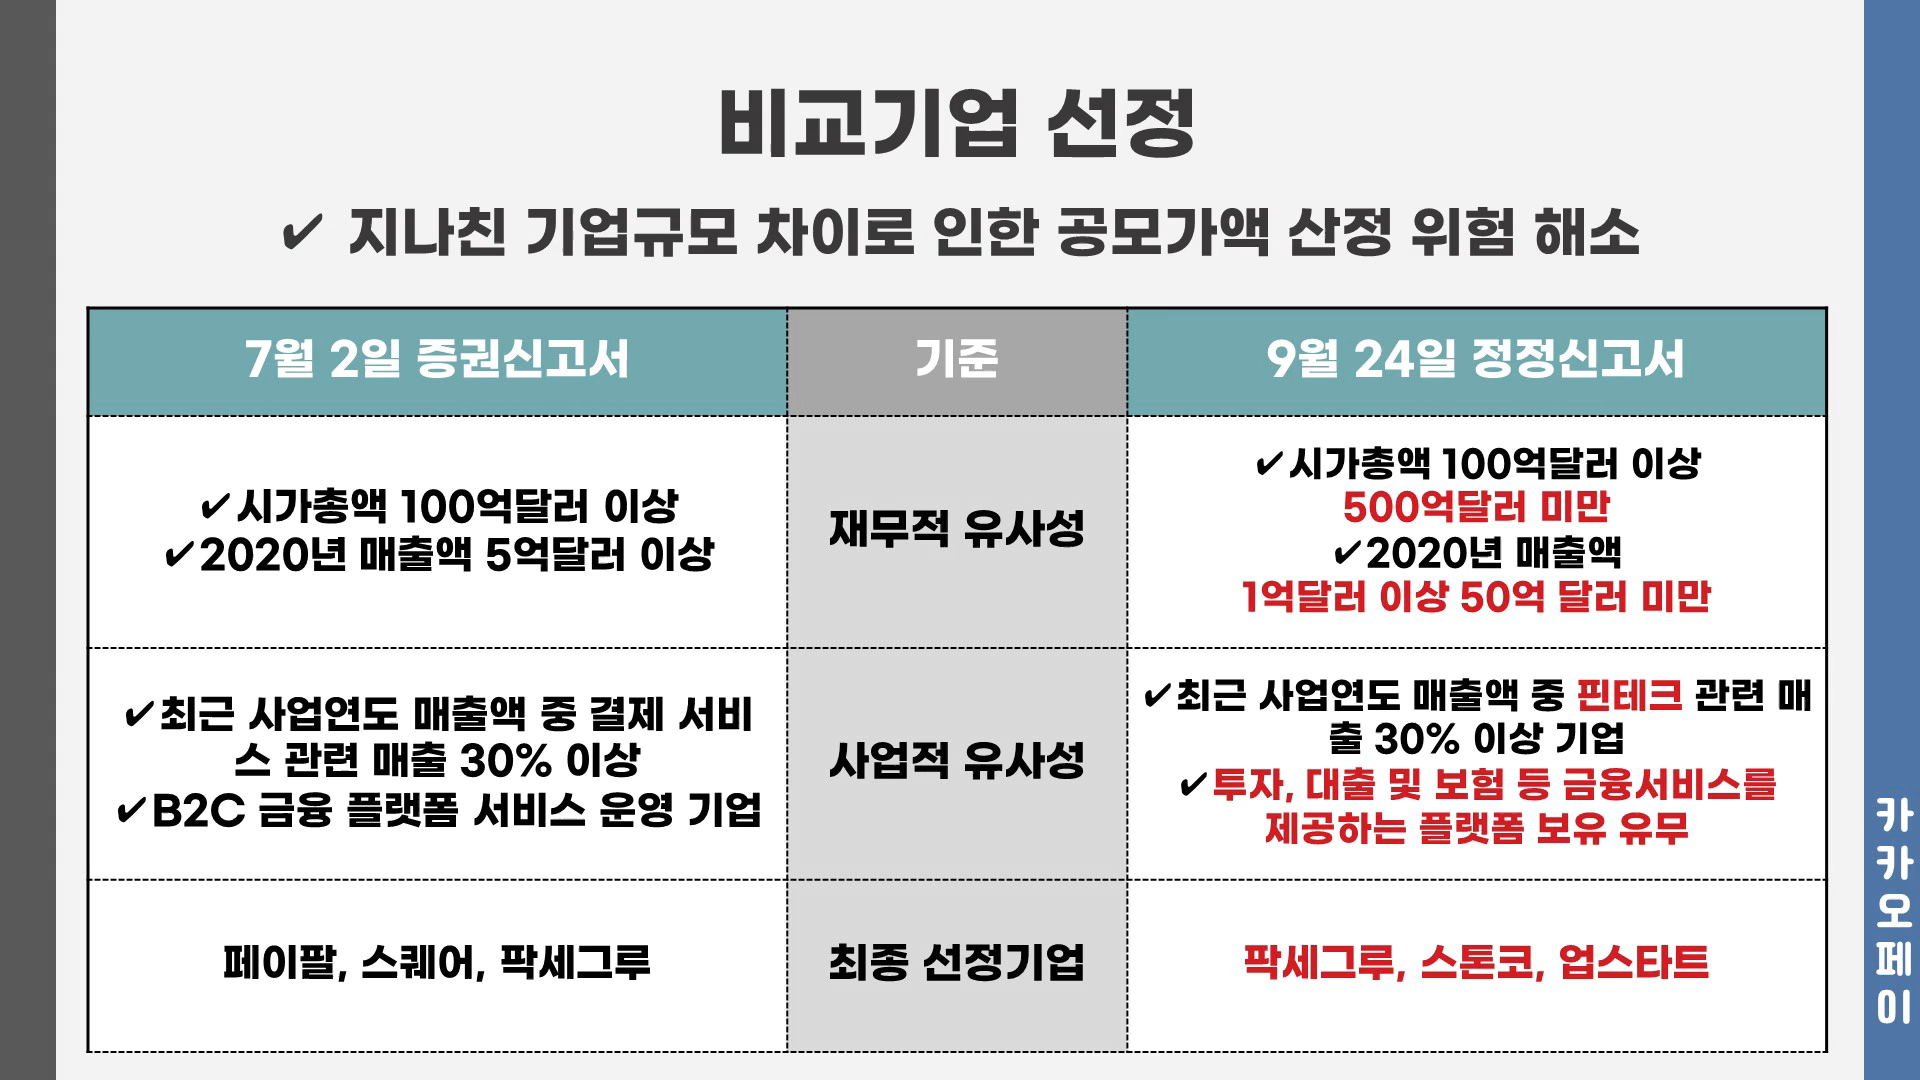 비교기업 선정
✔ 지나친 기업규모 차이로 인한 공모가액 산정 위험 해소
7월 2일 증권신고서
기준
9월 24일 정정신고서
✔시가총액 100억달러 이상
✔2020년 매출액 5억달러 이상
재무적 유사성
✔시가총액 100억달러 이상
500억달러 미만
✔2020년 매출액
1억달러 이상 50억 달러 미만
✔최근 사업연도 매출액 중 결제 서비
스 관련 매출 30% 이상
✔B2C 금융 플랫폼 서비스 운영 기업
사업적 유사성
✔최근 사업연도 매출액 중 핀테크 관련 매
출 30% 이상 기업
✔투자, 대출 및 보험 등 금융서비스를
제공하는 플랫폼 보유 유무
페이팔, 스퀘어, 팍세그루
최종 선정기업
팍세그루, 스톤코, 업스타트
카카오페이